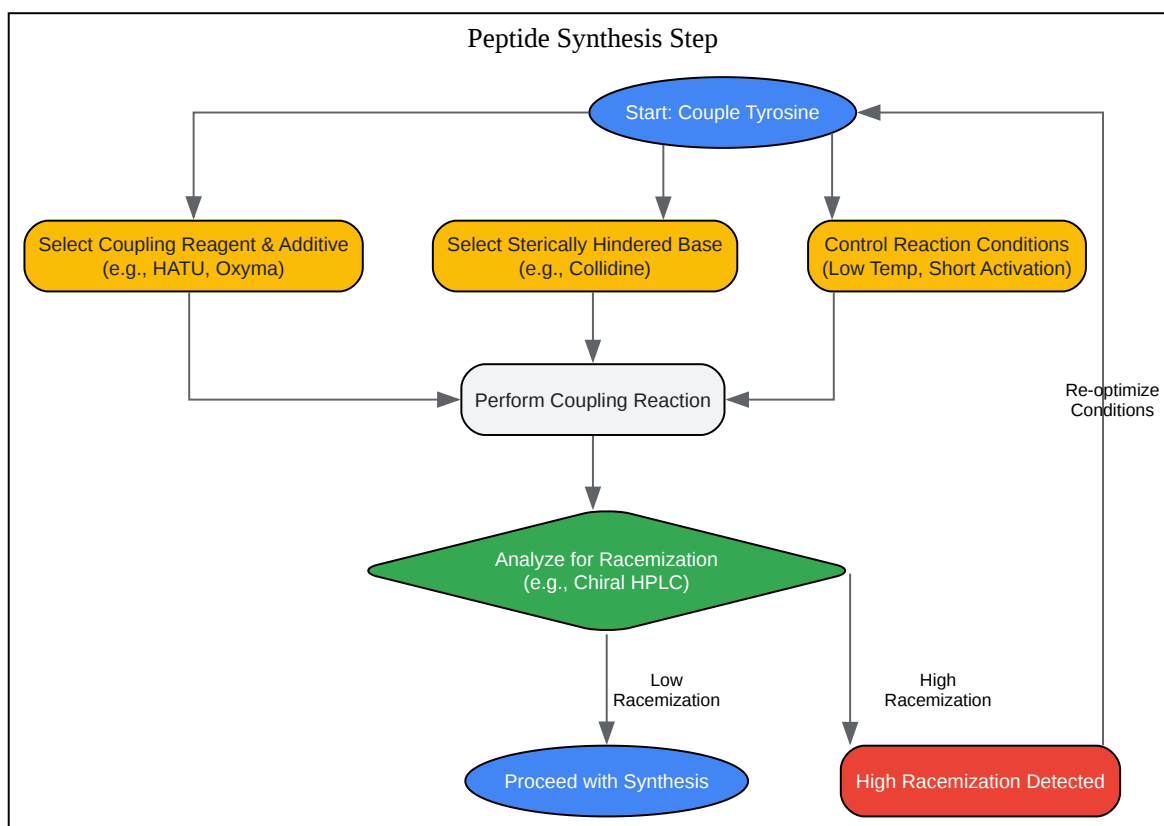 Peptide Synthesis Step
Start: Couple Tyrosine
Select Coupling Reagent & Additive
(e.g., HATU, Oxyma)
Select Sterically Hindered Base
(e.g., Collidine)
Control Reaction Conditions
(Low Temp, Short Activation)
Perform Coupling Reaction
Re-optimize
Conditions
Analyze for Racemization
(e.g., Chiral HPLC)
Low
Racemization
High
Racemization
Proceed with Synthesis
High Racemization Detected